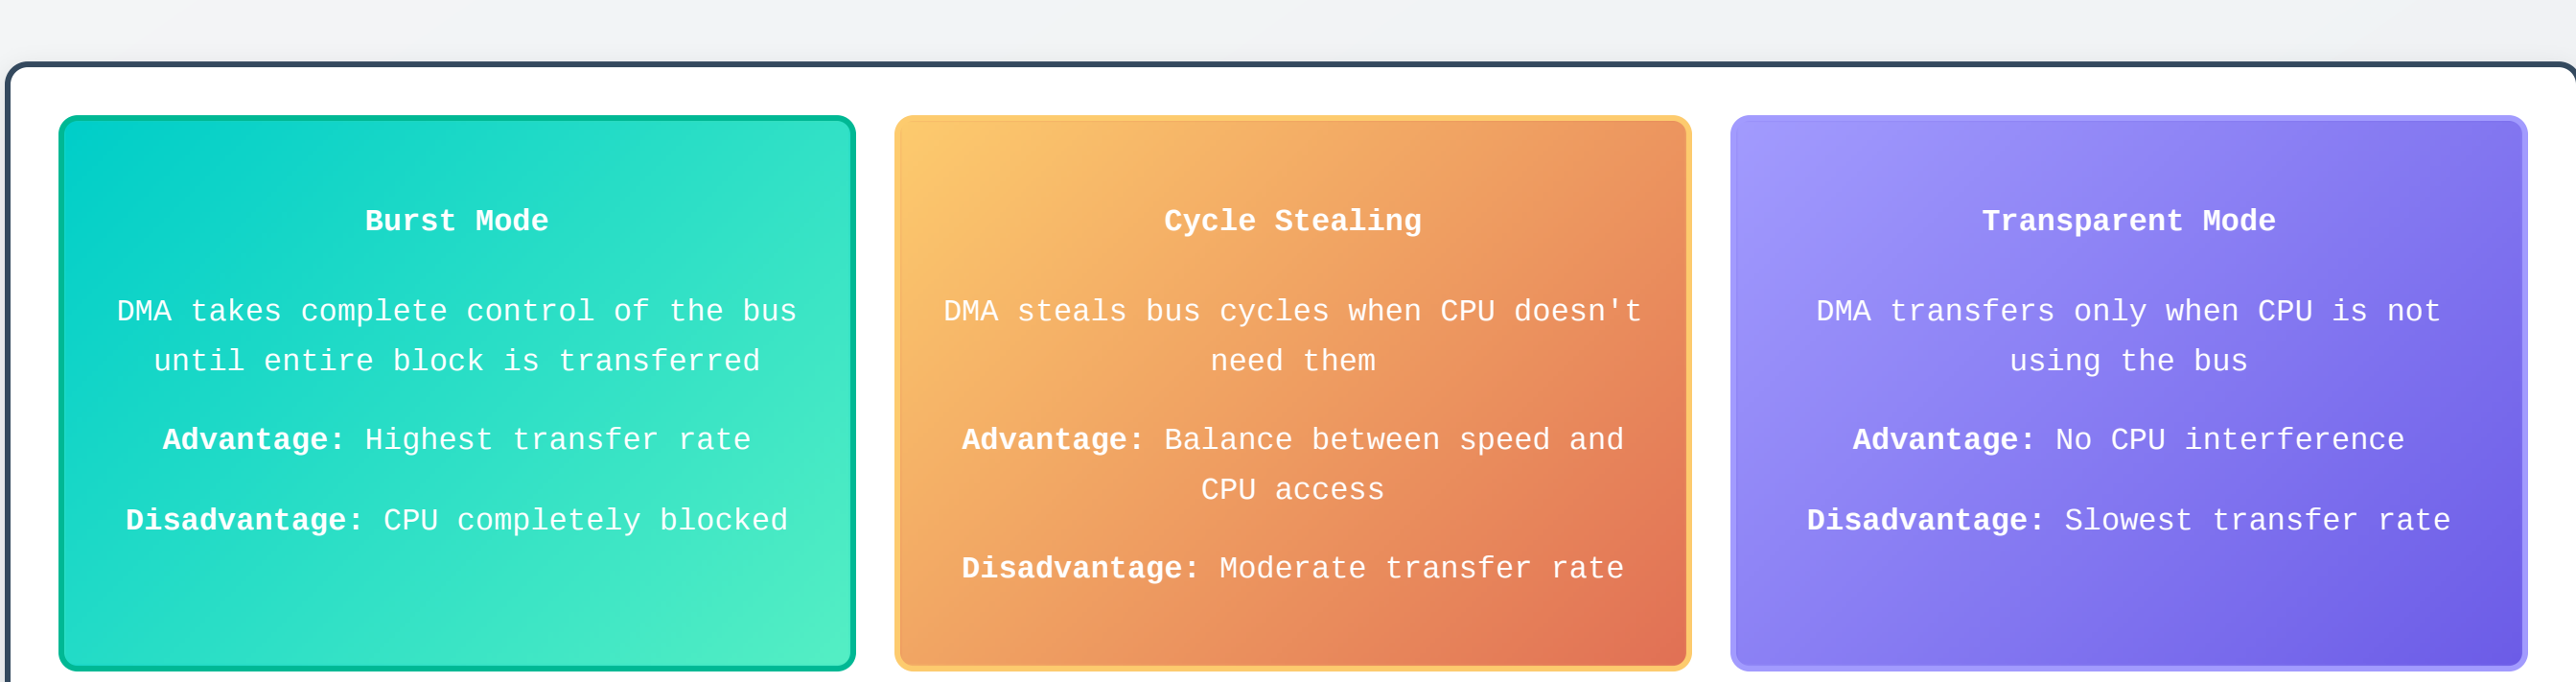 Burst Mode
DMA takes complete control of the bus
until entire block is transferred
Advantage: Highest transfer rate
Disadvantage: CPU completely blocked
Cycle Stealing
DMA steals bus cycles when CPU doesn't
need them
Advantage: Balance between speed and
CPU access
Disadvantage: Moderate transfer rate
Transparent Mode
DMA transfers only when CPU is not
using the bus
Advantage: No CPU interference
Disadvantage: Slowest transfer rate